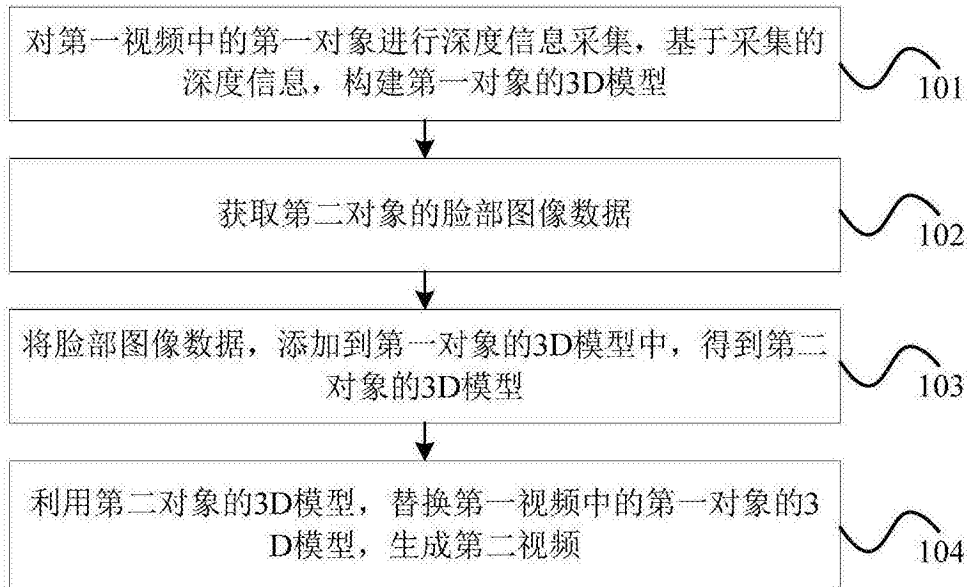 对第一视频中的第一对象进行深度信息采集，基于采集的
深度信息，构建第一对象的3D模型
101
获取第二对象的脸部图像数据
102
将脸部图像数据，添加到第一对象的3D模型中，得到第二
对象的3D模型
103
利用第二对象的3D模型，替换第一视频中的第一对象的3
D模型，生成第二视频
104